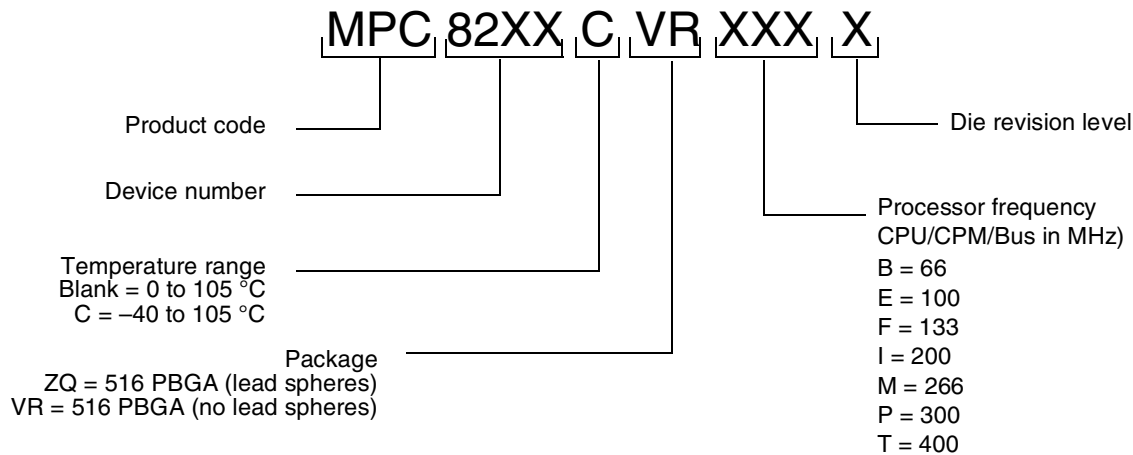 MPC 82XX C VR XXX X
Product code
Die revision level
Device number
Processor frequency
CPU/CPM/Bus in MHz)
B = 66
E = 100
F = 133
I = 200
M = 266
P = 300
T = 400
Temperature range
Blank = 0 to 105 °C
C = –40 to 105 °C
Package
ZQ = 516 PBGA (lead spheres)
VR = 516 PBGA (no lead spheres)